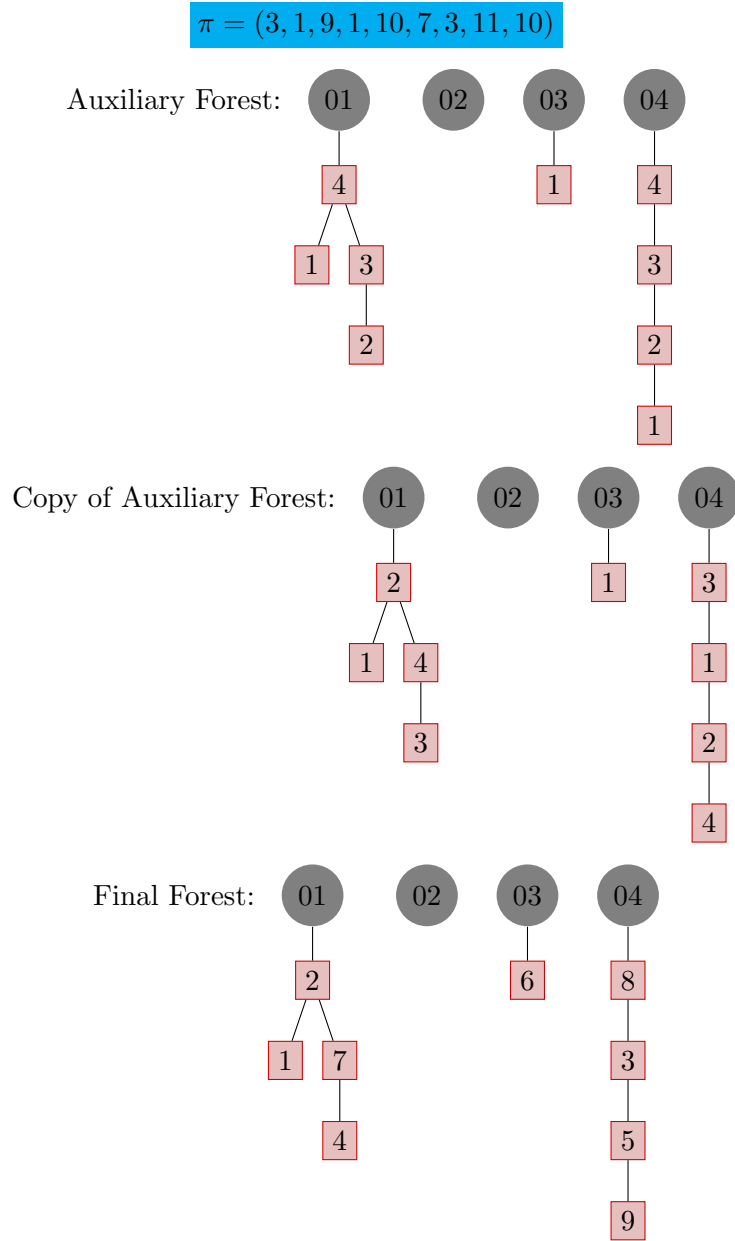 π = (3, 1, 9, 1, 10, 7, 3, 11, 10)
Auxiliary Forest: 01 02 03 04
4 1 4
1 3 3
2 2
1
Copy of Auxiliary Forest: 01 02 03 04
2 1 3
1 4 1
3 2
4
Final Forest: 01 02 03 04
2 6 8
1 7 3
4 5
9